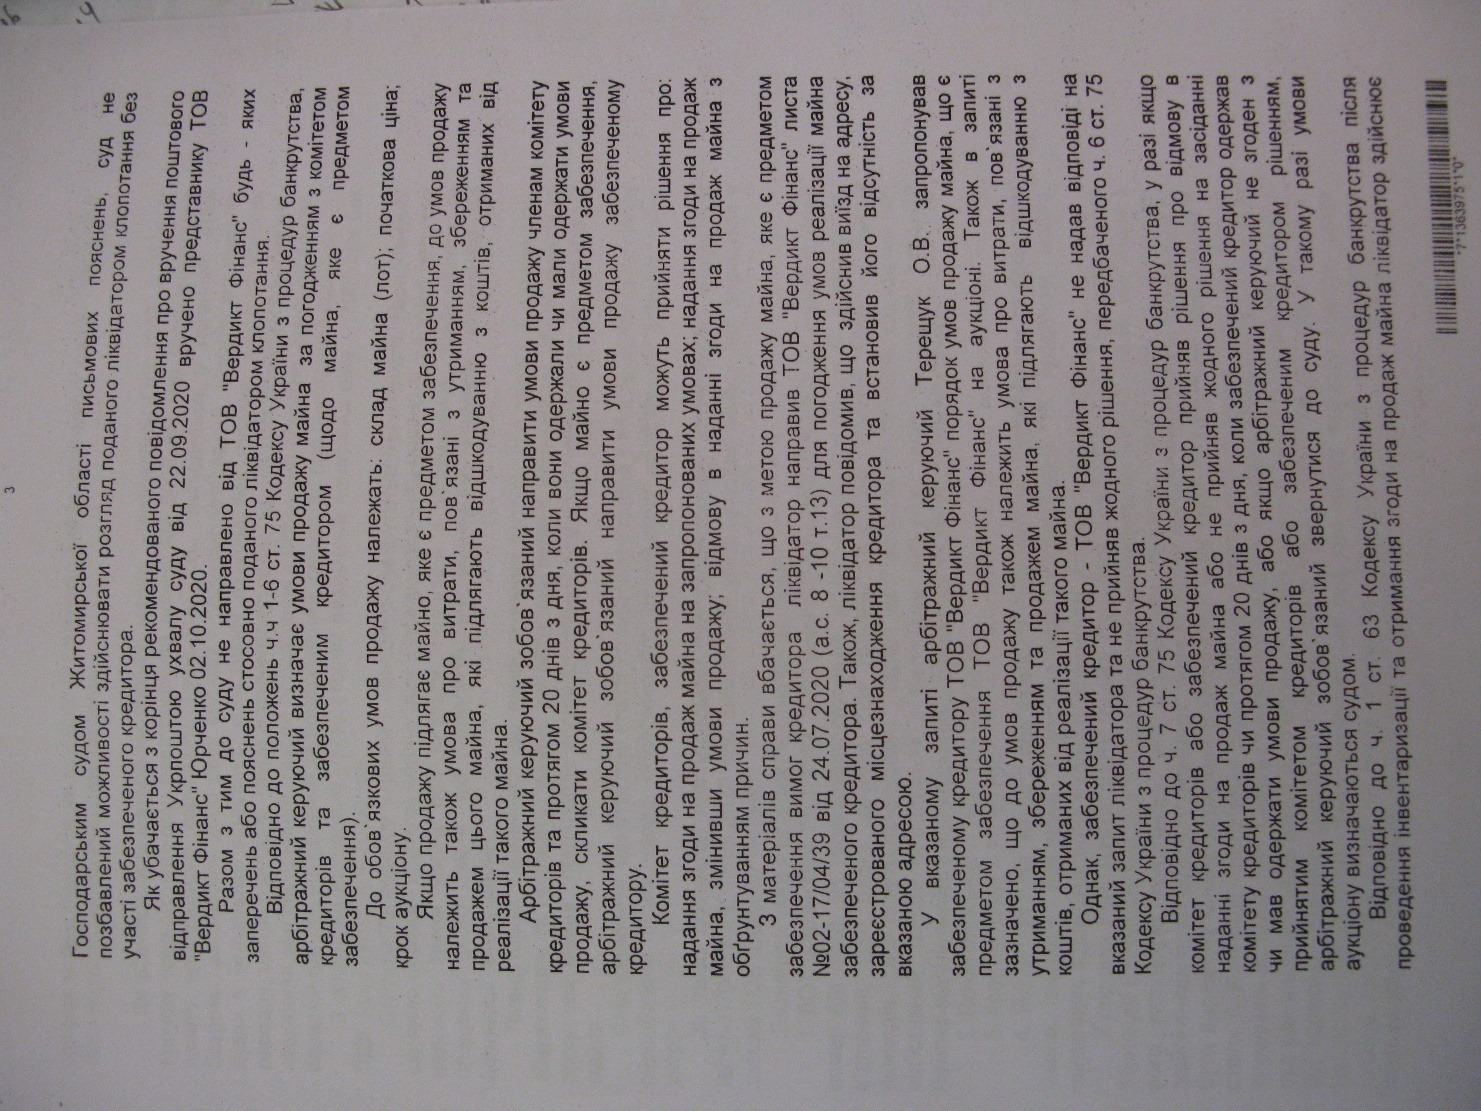 3
Господарським судом Житомирської області письмових пояснень, суд не
позбавлений можливості здійснювати розгляд поданого ліквідатором клопотання без
участі забезпеченого кредитора.
Як убачається з корінця рекомендованого повідомлення про вручення поштового
відправлення Укрпоштою ухвалу суду від 22.09.2020 вручено представнику ТОВ
"Вердикт Фінанс" Юрченко 02.10.2020.
Разом з тим до суду не направлено від ТОВ "Вердикт Фінанс" будь - яких
заперечень або пояснень стосовно поданого ліквідатором клопотання.
Відповідно до положень ч.ч 1-6 ст. 75 Кодексу України з процедур банкрутства,
арбітражний керуючий визначає умови продажу майна за погодженням з комітетом
кредиторів та забезпеченим кредитором (щодо майна, яке є предметом
забезпечення).
До обов`язкових умов продажу належать: склад майна (лот); початкова ціна;
крок аукціону.
Якщо продажу підлягає майно, яке є предметом забезпечення, до умов продажу
належить також умова про витрати, пов`язані з утриманням, збереженням та
продажем цього майна, які підлягають відшкодуванню з коштів, отриманих від
реалізації такого майна.
Арбітражний керуючий зобов`язаний направити умови продажу членам комітету
кредиторів та протягом 20 днів з дня, коли вони одержали чи мали одержати умови
продажу, скликати комітет кредиторів. Якщо майно є предметом забезпечення,
арбітражний керуючий зобов`язаний направити умови продажу забезпеченому
кредитору.
Комітет кредиторів, забезпечений кредитор можуть прийняти рішення про:
надання згоди на продаж майна на запропонованих умовах; надання згоди на продаж
майна, змінивши умови продажу; відмову в наданні згоди на продаж майна з
обґрунтуванням причин.
З матеріалів справи вбачається, що з метою продажу майна, яке є предметом
забезпечення вимог кредитора ліквідатор направив ТОВ "Вердикт Фінанс" листа
№02-17/04/39 від 24.07.2020 (а.с. 8 -10 т.13) для погодження умов реалізації майна
забезпеченого кредитора. Також, ліквідатор повідомив, що здійснив виїзд на адресу,
зареєстрованого місцезнаходження кредитора та встановив його відсутність за
вказаною адресою.
У вказаному запиті арбітражний керуючий Терещук О.В. запропонував
забезпеченому кредитору ТОВ "Вердикт Фінанс" порядок умов продажу майна, що є
предметом забезпечення ТОВ "Вердикт Фінанс" на аукціоні. Також в запиті
зазначено, що до умов продажу також належить умова про витрати, пов`язані з
утриманням, збереженням та продажем майна, які підлягають відшкодуванню з
коштів, отриманих від реалізації такого майна.
Однак, забезпечений кредитор - ТОВ "Вердикт Фінанс" не надав відповіді на
вказаний запит ліквідатора та не прийняв жодного рішення, передбаченого ч. 6 ст. 75
Кодексу України з процедур банкрутства.
Відповідно до ч. 7 ст. 75 Кодексу України з процедур банкрутства, у разі якщо
комітет кредиторів або забезпечений кредитор прийняв рішення про відмову в
наданні згоди на продаж майна або не прийняв жодного рішення на засіданні
комітету кредиторів чи протягом 20 днів з дня, коли забезпечений кредитор одержав
чи мав одержати умови продажу, або якщо арбітражний керуючий не згоден з
прийнятим комітетом кредиторів або забезпеченим кредитором рішенням,
арбітражний керуючий зобов`язаний звернутися до суду. У такому разі умови
аукціону визначаються судом.
Відповідно до ч. 1 ст. 63 Кодексу України з процедур банкрутства після
проведення інвентаризації та отримання згоди на продаж майна ліквідатор здійснює
*7*1363975*1*0*